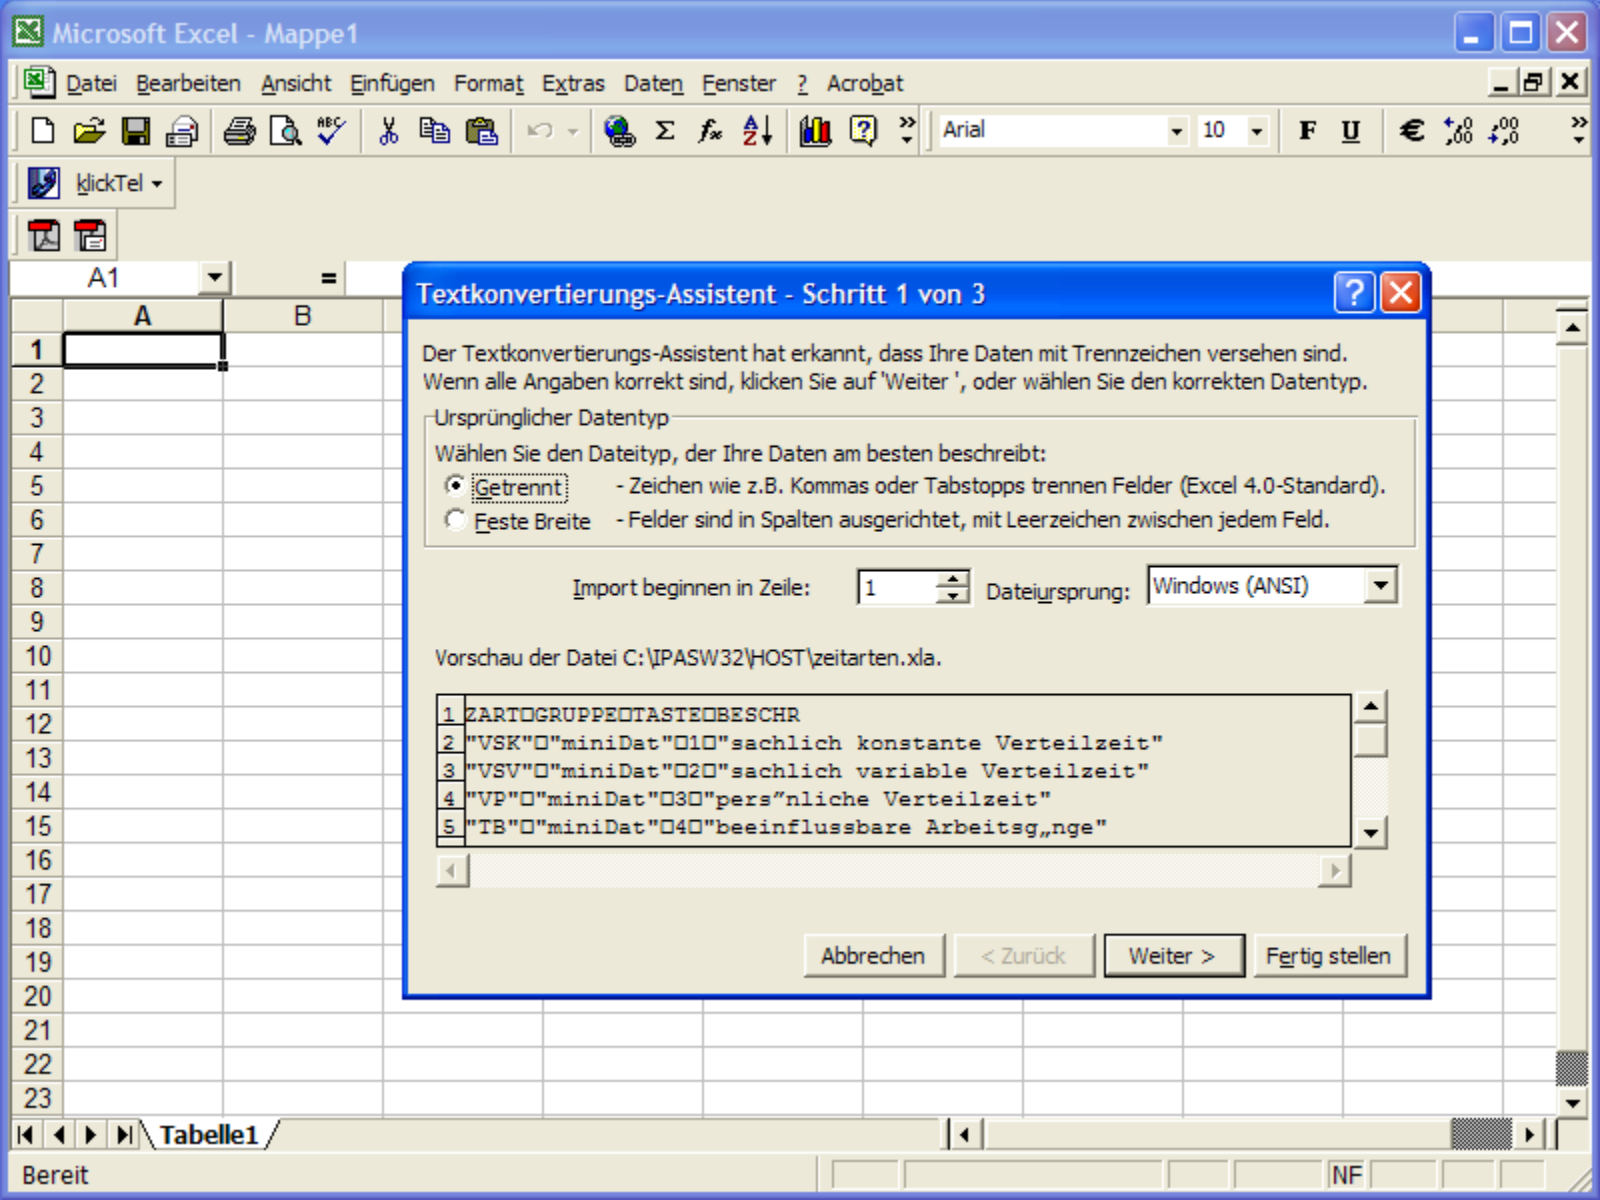 Microsoft Excel - Mappe1
Datei Bearbeiten Ansicht Einfügen Format Extras Daten Fenster ? Acrobat
ABC Σ fx A Z ? » Arial 10 F U € ,00 ,00 »
klickTel
A1 =
A B
Textkonvertierungs-Assistent - Schritt 1 von 3 ?
Der Textkonvertierungs-Assistent hat erkannt, dass Ihre Daten mit Trennzeichen versehen sind.
Wenn alle Angaben korrekt sind, klicken Sie auf 'Weiter ', oder wählen Sie den korrekten Datentyp.
Ursprünglicher Datentyp
Wählen Sie den Dateityp, der Ihre Daten am besten beschreibt:
Getrennt - Zeichen wie z.B. Kommas oder Tabstopps trennen Felder (Excel 4.0-Standard).
Feste Breite - Felder sind in Spalten ausgerichtet, mit Leerzeichen zwischen jedem Feld.
Import beginnen in Zeile: 1 Dateiursprung: Windows (ANSI)
Vorschau der Datei C:\IPASW32\HOST\zeitarten.xla.
1 ZART□GRUPPE□TASTE□BESCHR
2 "VSK"□"miniDat"□1□"sachlich konstante Verteilzeit"
3 "VSV"□"miniDat"□2□"sachlich variable Verteilzeit"
4 "VP"□"miniDat"□3□"pers”nliche Verteilzeit"
5 "TB"□"miniDat"□4□"beeinflussbare Arbeitsg„nge"
Abbrechen < Zurück Weiter > Fertig stellen
1
2
3
4
5
6
7
8
9
10
11
12
13
14
15
16
17
18
19
20
21
22
23
Tabelle1
Bereit NF